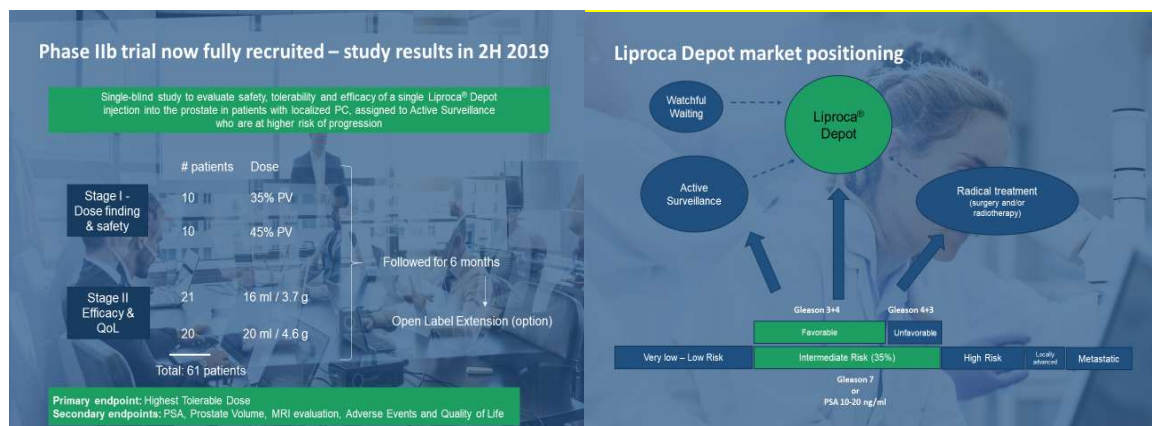 Phase IIb trial now fully recruited – study results in 2H 2019
Single-blind study to evaluate safety, tolerability and efficacy of a single Liproca® Depot
injection into the prostate in patients with localized PC, assigned to Active Surveillance
who are at higher risk of progression
# patients Dose
Stage I -
Dose finding
& safety
10 35% PV
10 45% PV
Followed for 6 months
Stage II
Efficacy &
QoL
21 16 ml / 3.7 g
20 20 ml / 4.6 g
Open Label Extension (option)
Total: 61 patients
Primary endpoint: Highest Tolerable Dose
Secondary endpoints: PSA, Prostate Volume, MRI evaluation, Adverse Events and Quality of Life
Liproca Depot market positioning
Watchful
Waiting
Liproca®
Depot
Active
Surveillance
Radical treatment
(surgery and/or
radiotherapy)
Gleason 3+4 Gleason 4+3
Favorable Unfavorable
Very low – Low Risk Intermediate Risk (35%) High Risk Locally
advanced Metastatic
Gleason 7
or
PSA 10-20 ng/ml